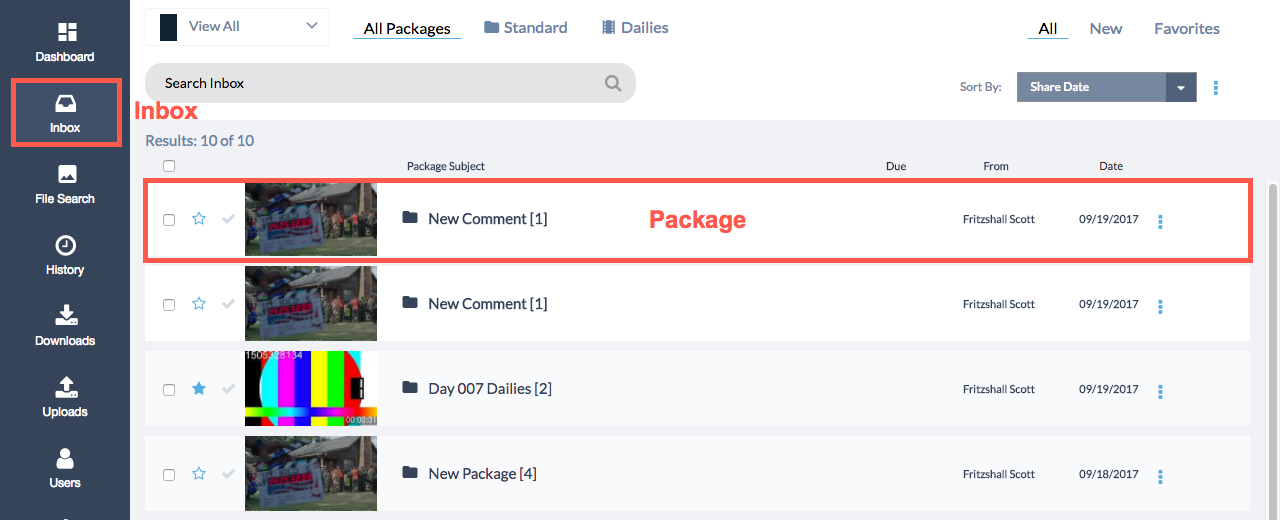 View All
All Packages
Standard
Dailies
All
New
Favorites
Dashboard
Search Inbox
Sort By:
Share Date
Inbox
Inbox
Results: 10 of 10
Package Subject
Due
From
Date
File Search
New Comment [1]
Package
Fritzshall Scott
09/19/2017
History
New Comment [1]
Fritzshall Scott
09/19/2017
Downloads
1505328134
Day 007 Dailies [2]
Fritzshall Scott
09/19/2017
00:00:31
Uploads
New Package [4]
Fritzshall Scott
09/18/2017
Users